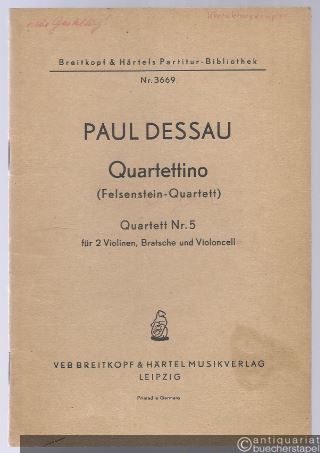 Breitkopf & Härtels Partitur-Bibliothek
Nr. 3669
PAUL DESSAU
Quartettino
(Felsenstein-Quartett)
Quartett Nr. 5
für 2 Violinen, Bratsche und Violoncell
VEB BREITKOPF & HÄRTEL MUSIKVERLAG
LEIPZIG
Printed in Germany
antiquariat
buecherstapel